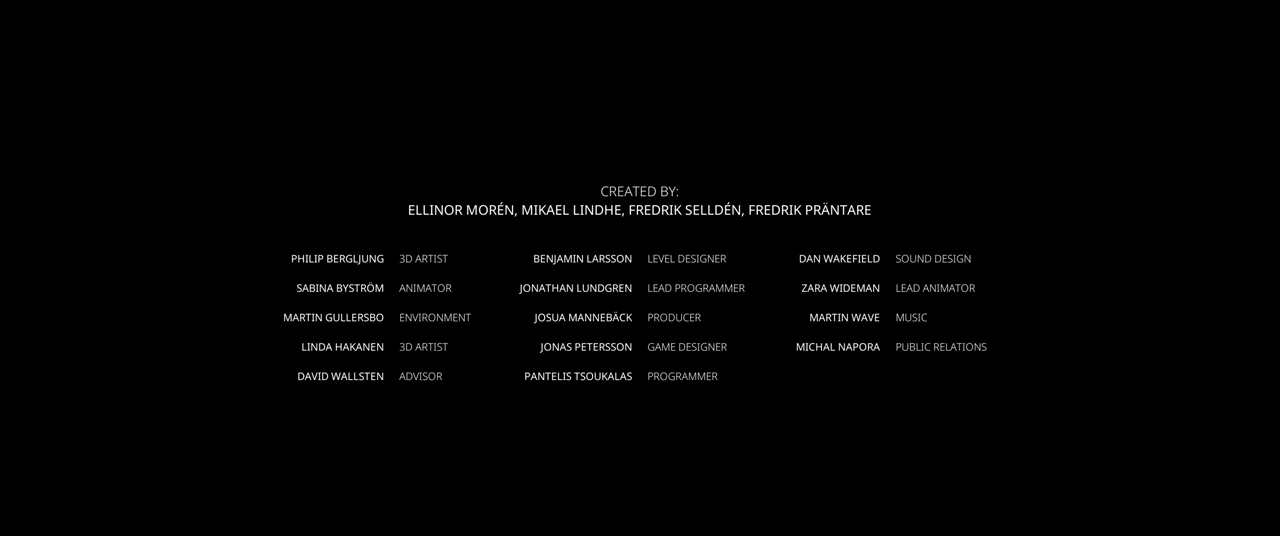 CREATED BY:
ELLINOR MORÉN, MIKAEL LINDHE, FREDRIK SELLDÉN, FREDRIK PRÄNTARE
PHILIP BERGLJUNG 3D ARTIST
SABINA BYSTRÖM ANIMATOR
MARTIN GULLERSBO ENVIRONMENT
LINDA HAKANEN 3D ARTIST
DAVID WALLSTEN ADVISOR
BENJAMIN LARSSON LEVEL DESIGNER
JONATHAN LUNDGREN LEAD PROGRAMMER
JOSUA MANNEBÄCK PRODUCER
JONAS PETERSSON GAME DESIGNER
PANTELIS TSOUKALAS PROGRAMMER
DAN WAKEFIELD SOUND DESIGN
ZARA WIDEMAN LEAD ANIMATOR
MARTIN WAVE MUSIC
MICHAL NAPORA PUBLIC RELATIONS